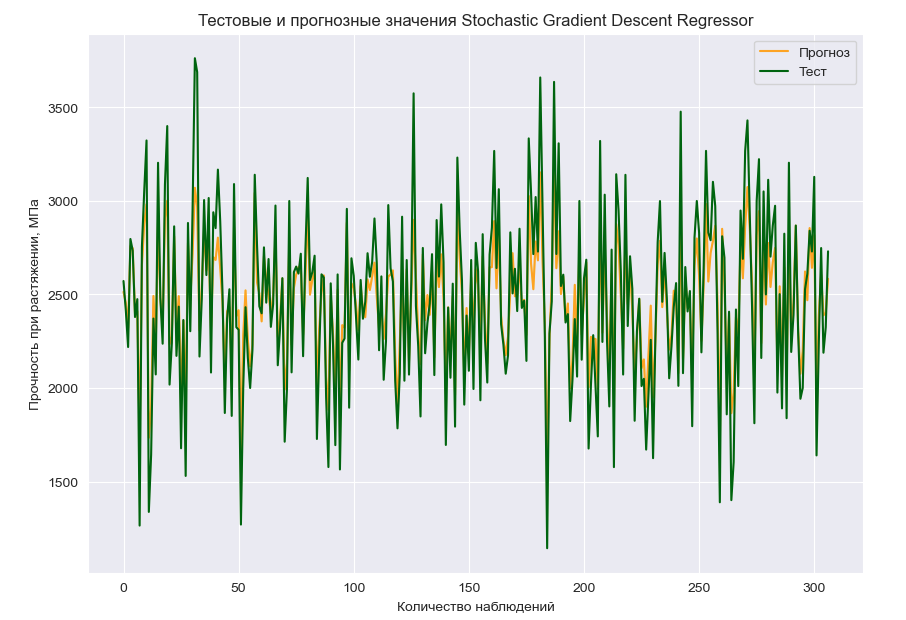 Тестовые и прогнозные значения Stochastic Gradient Descent Regressor
Прогноз
Тест
Прочность при растяжении, МПа
3500
3000
2500
2000
1500
0 50 100 150 200 250 300
Количество наблюдений